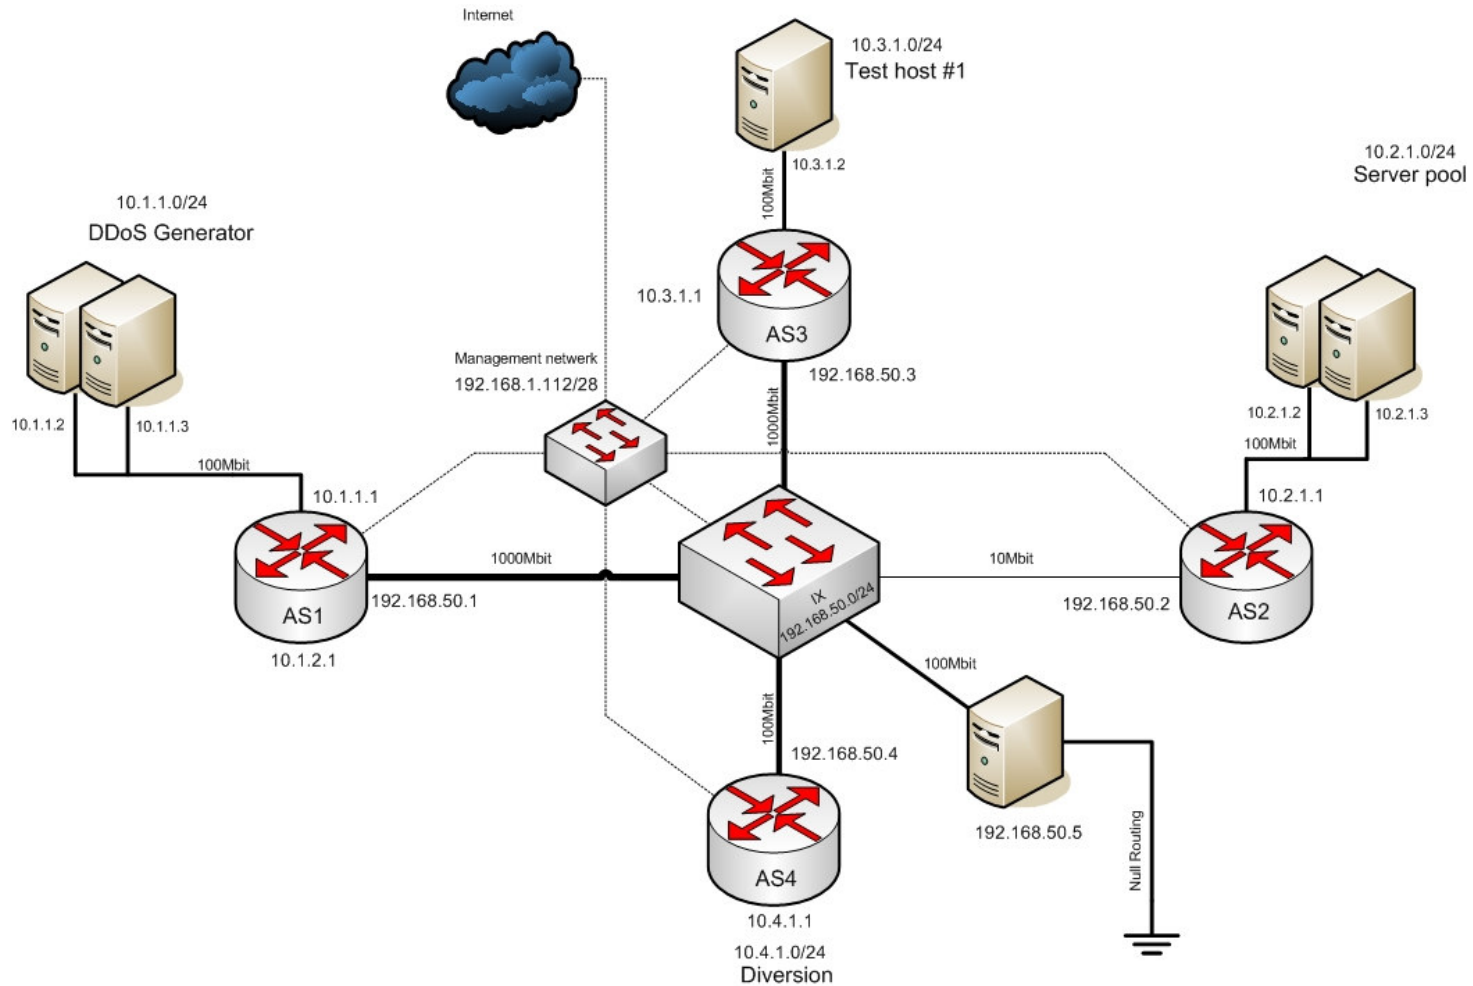 Internet
10.3.1.0/24
Test host #1
10.3.1.2
100Mbit
10.2.1.0/24
Server pool
10.1.1.0/24
DDoS Generator
10.3.1.1
AS3
192.168.50.3
Management netwerk
192.168.1.112/28
1000Mbit
10.1.1.2
10.1.1.3
100Mbit
10.1.1.1
10.2.1.2
10.2.1.3
100Mbit
10.2.1.1
1000Mbit
10Mbit
192.168.50.1
AS1
10.1.2.1
IX
192.168.50.0/24
192.168.50.2
AS2
100Mbit
100Mbit
192.168.50.4
192.168.50.5
Null Routing
AS4
10.4.1.1
10.4.1.0/24
Diversion